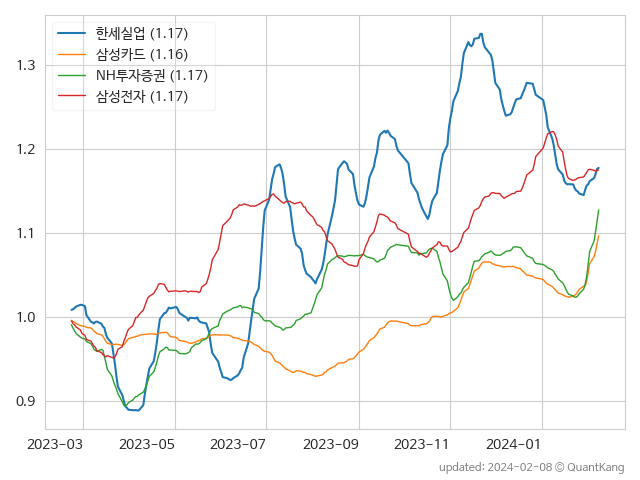 한세실업 (1.17)
삼성카드 (1.16)
NH투자증권 (1.17)
삼성전자 (1.17)
1.3
1.2
1.1
1.0
0.9
2023-03 2023-05 2023-07 2023-09 2023-11 2024-01
updated: 2024-02-08 © QuantKang